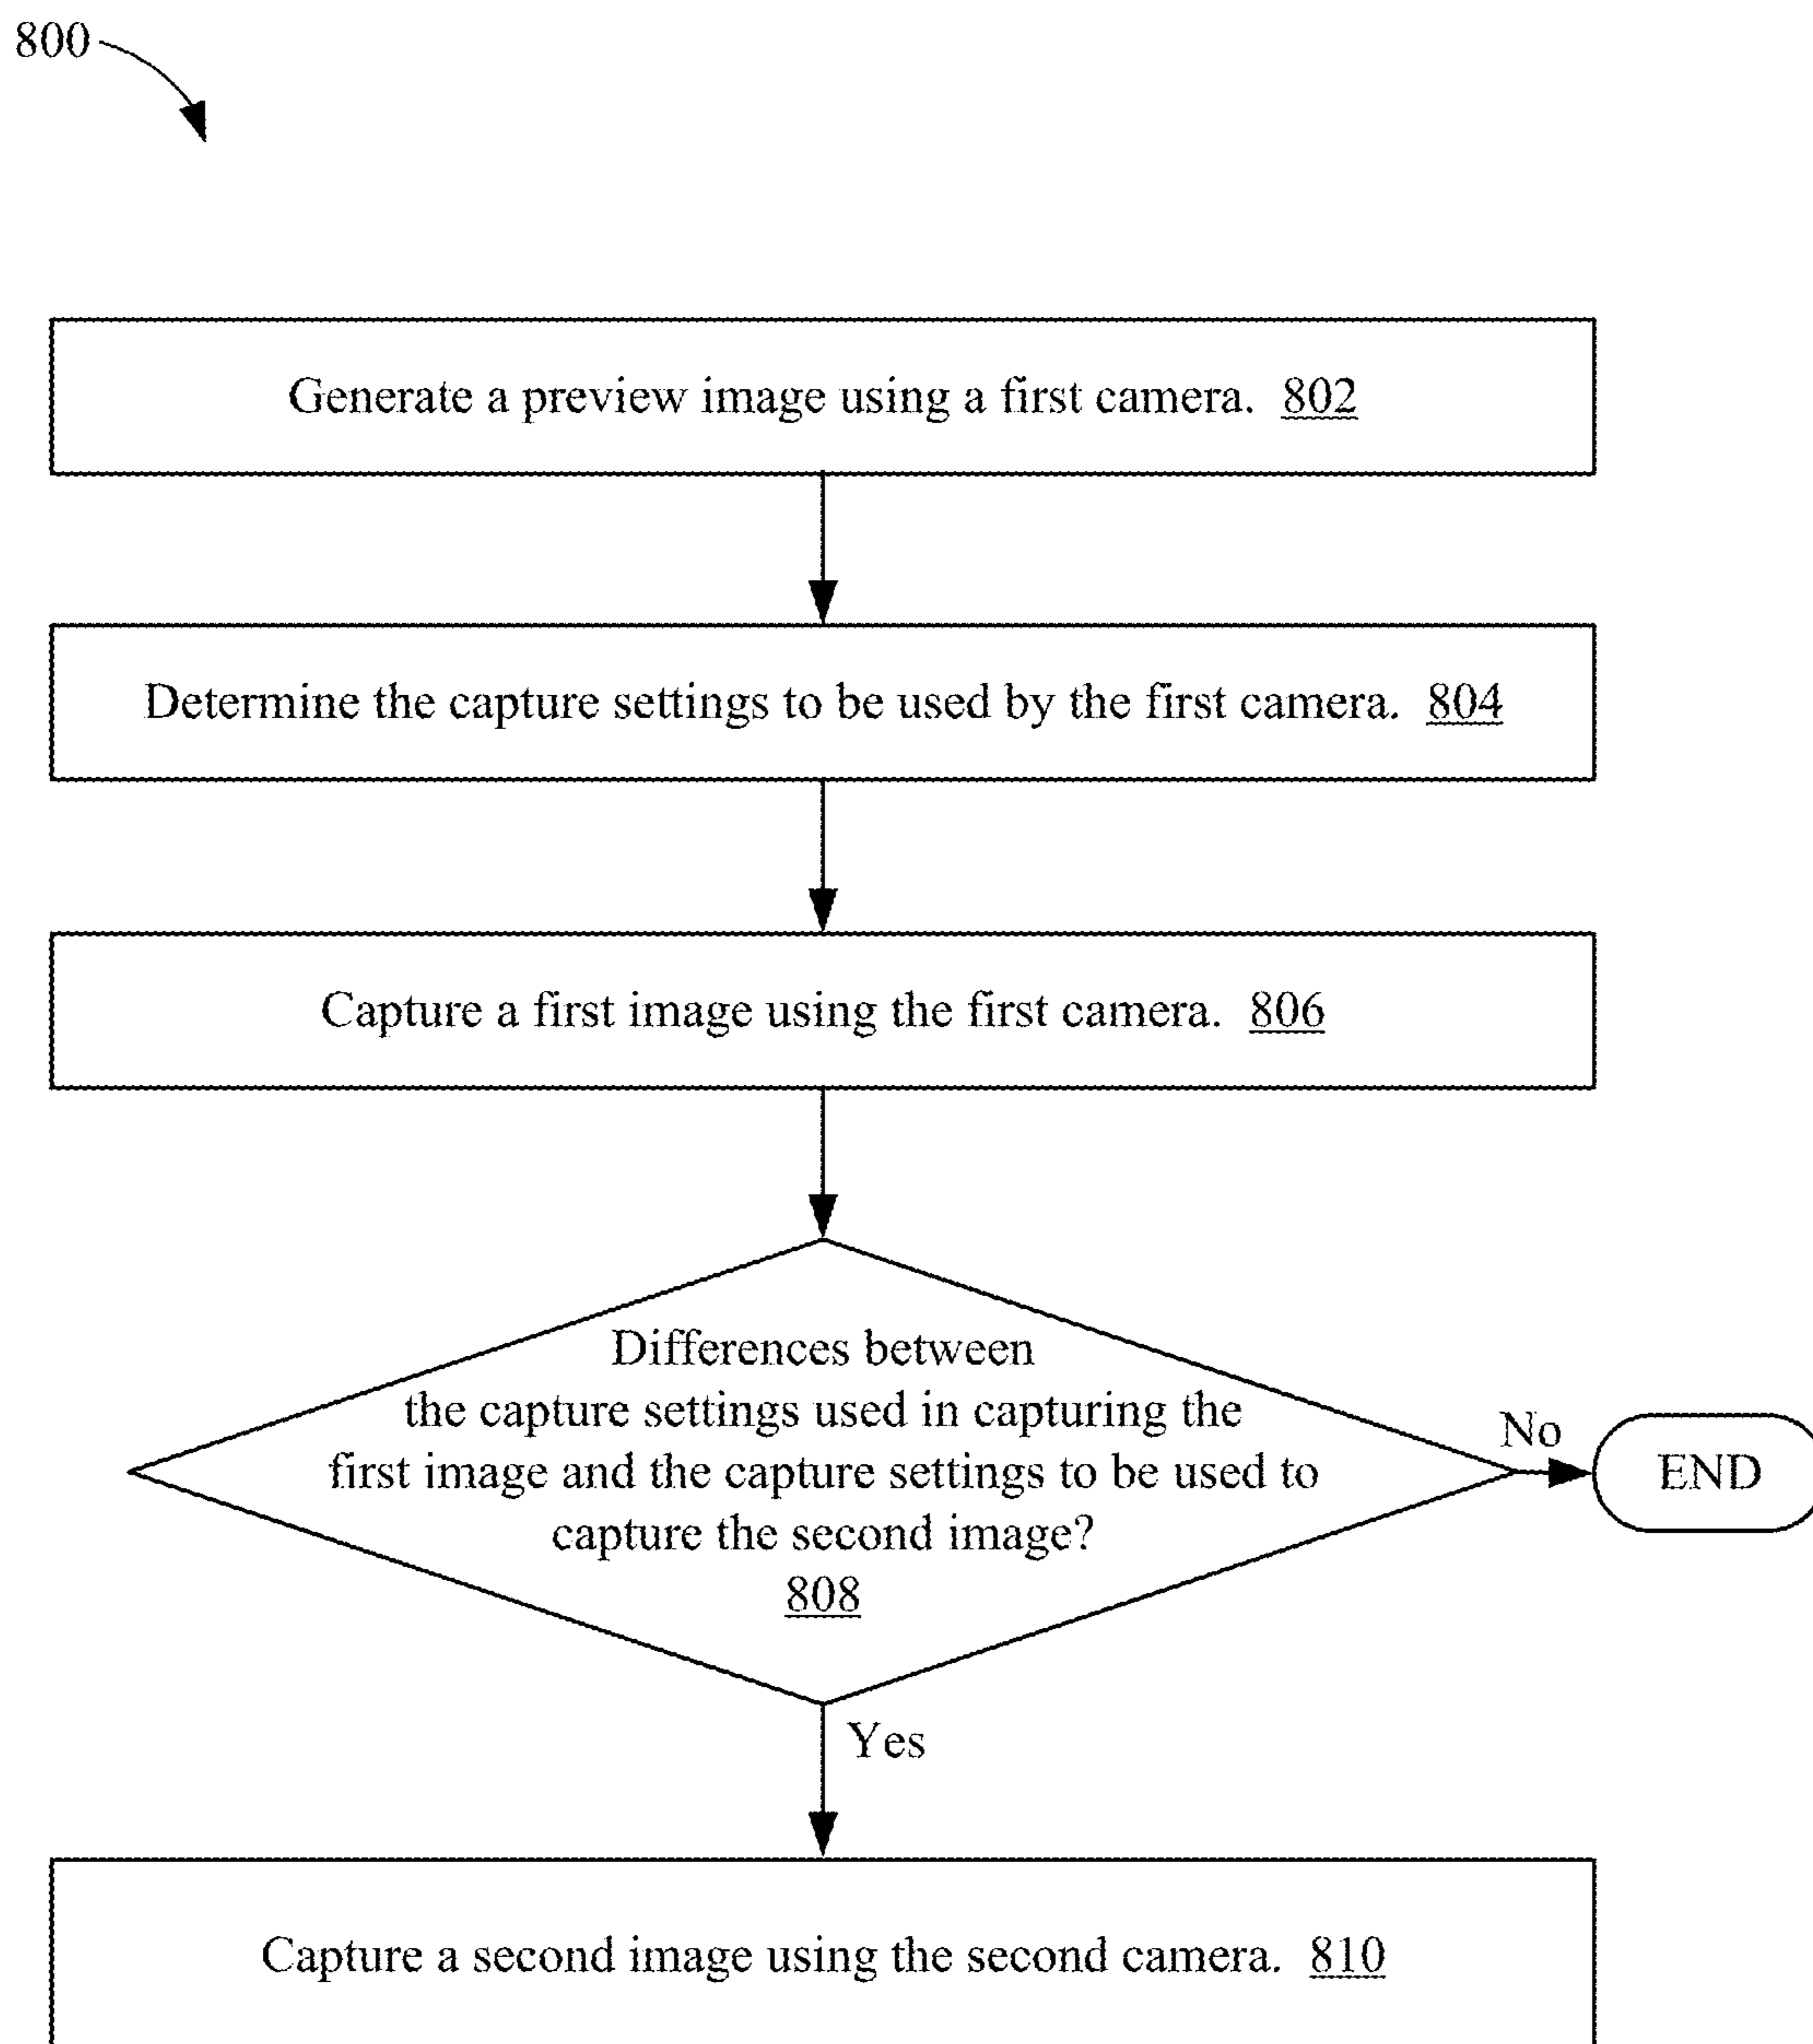 800
Generate a preview image using a first camera. 802
Determine the capture settings to be used by the first camera. 804
Capture a first image using the first camera. 806
Differences between
the capture settings used in capturing the
first image and the capture settings to be used to
capture the second image?
808
No
END
Yes
Capture a second image using the second camera. 810